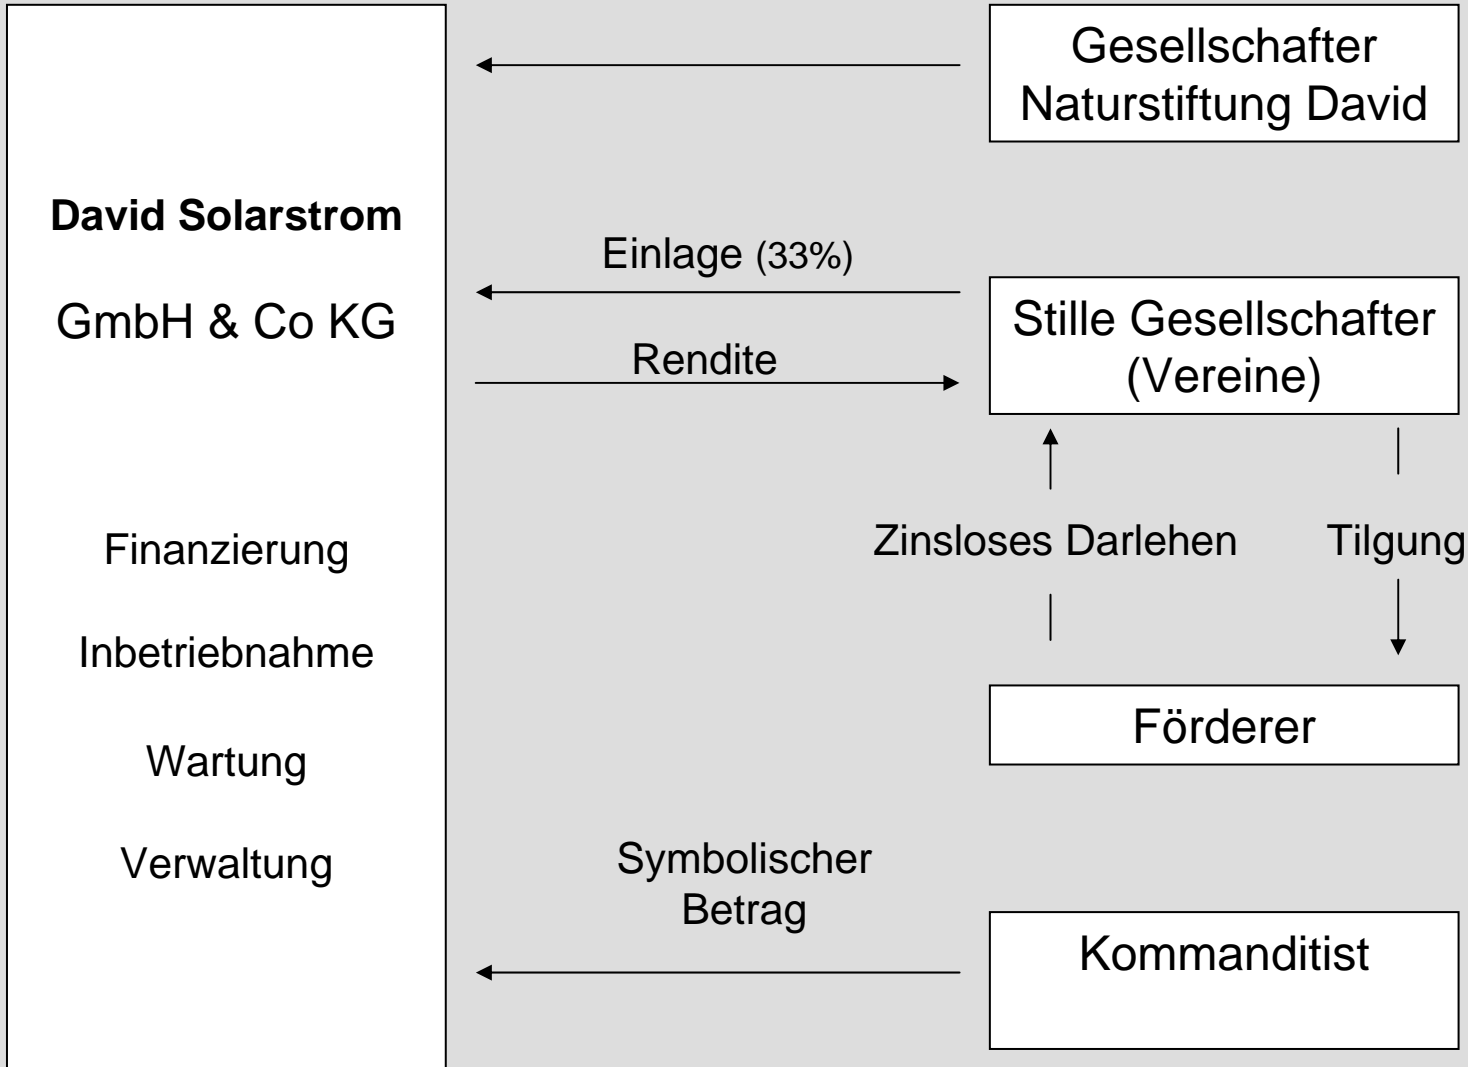 David Solarstrom
GmbH & Co KG
Finanzierung
Inbetriebnahme
Wartung
Verwaltung
Gesellschafter
Naturstiftung David
Einlage (33%)
Rendite
Stille Gesellschafter
(Vereine)
Zinsloses Darlehen
Tilgung
Förderer
Symbolischer
Betrag
Kommanditist